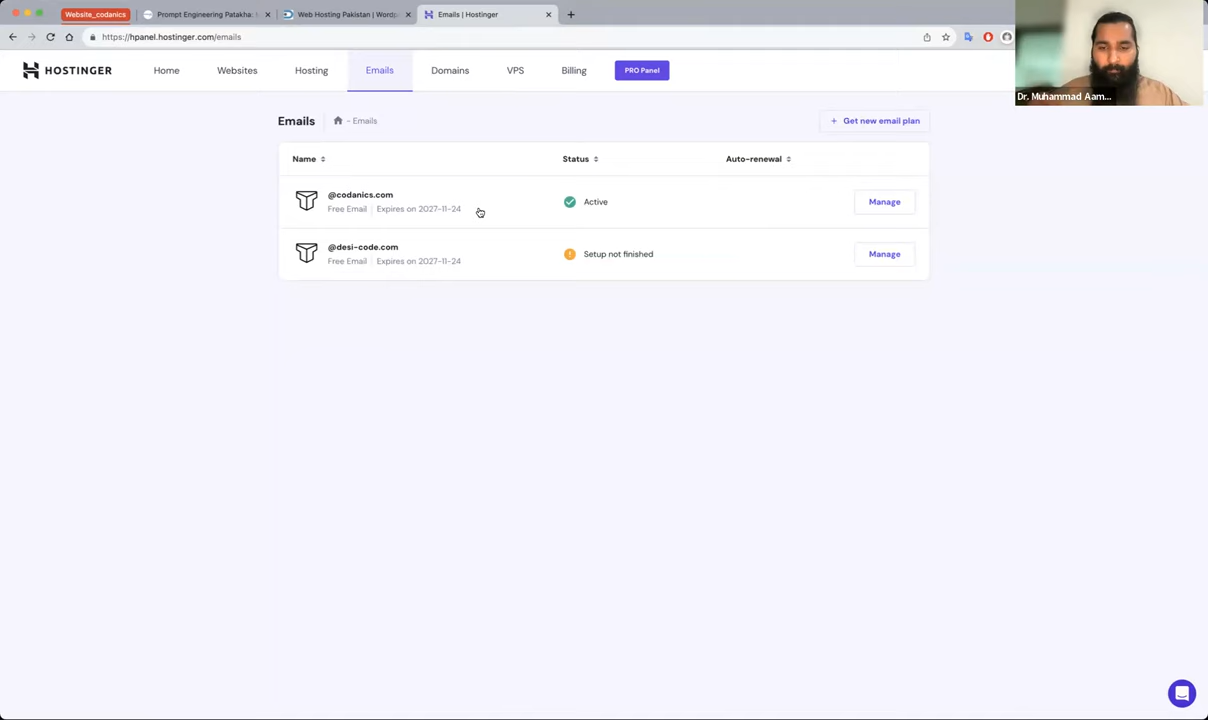 Website_codanics
Prompt Engineering Patakha:
Web Hosting Pakistan | Wordp
Emails | Hostinger
https://hpanel.hostinger.com/emails
HOSTINGER
Home
Websites
Hosting
Emails
Domains
VPS
Billing
PRO Panel
Dr. Muhammad Aam...
Emails
- Emails
+ Get new email plan
Name
Status
Auto-renewal
@codanics.com
Free Email | Expires on 2027-11-24
Active
Manage
@desi-code.com
Free Email | Expires on 2027-11-24
Setup not finished
Manage